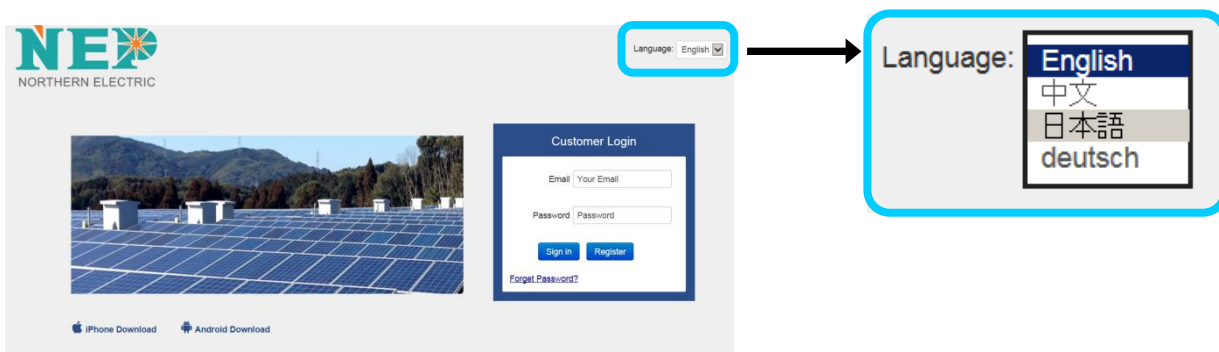 NEP
NORTHERN ELECTRIC
Language: English
Language:
English
中文
日本語
deutsch
Customer Login
Email Your Email
Password Password
Sign In Register
Forget Password?
iPhone Download Android Download